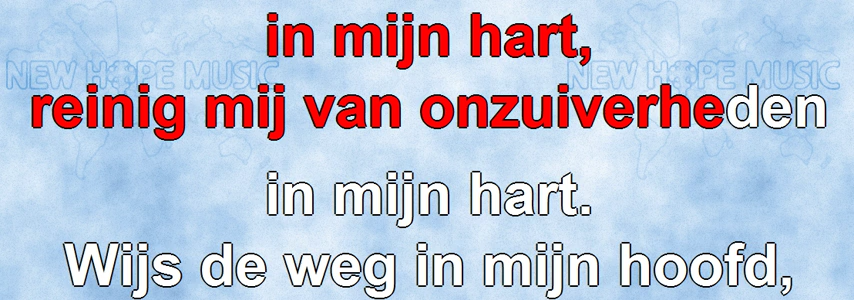 in mijn hart,
NEW HOPE MUSIC NEW HOPE MUSIC
reinig mij van onzuiverheden
in mijn hart.
Wijs de weg in mijn hoofd,